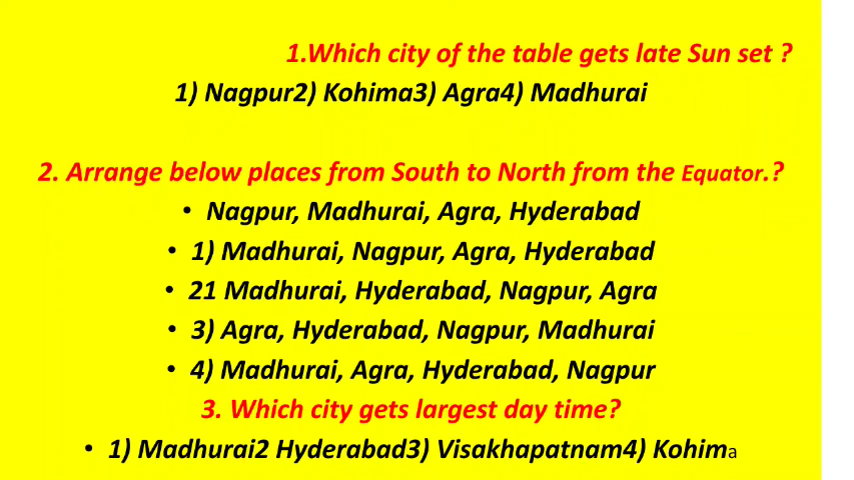 1.Which city of the table gets late Sun set ?
1) Nagpur2) Kohima3) Agra4) Madhurai
2. Arrange below places from South to North from the Equator.?
• Nagpur, Madhurai, Agra, Hyderabad
• 1) Madhurai, Nagpur, Agra, Hyderabad
• 21 Madhurai, Hyderabad, Nagpur, Agra
• 3) Agra, Hyderabad, Nagpur, Madhurai
• 4) Madhurai, Agra, Hyderabad, Nagpur
3. Which city gets largest day time?
• 1) Madhurai2 Hyderabad3) Visakhapatnam4) Kohima